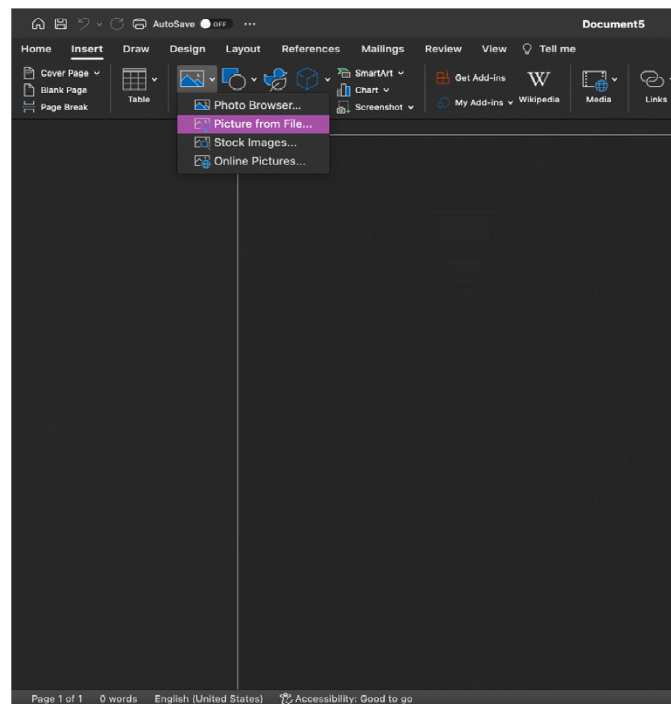 AutoSave OFF ... Document5
Home Insert Draw Design Layout References Mailings Review View Tell me
Cover Page
Blank Page
Page Break
Table
SmartArt
Chart
Screenshot
Get Add-ins
My Add-ins
W
Wikipedia
Media
Links
Photo Browser...
Picture from File...
Stock Images...
Online Pictures...
Page 1 of 1 0 words English (United States) Accessibility: Good to go